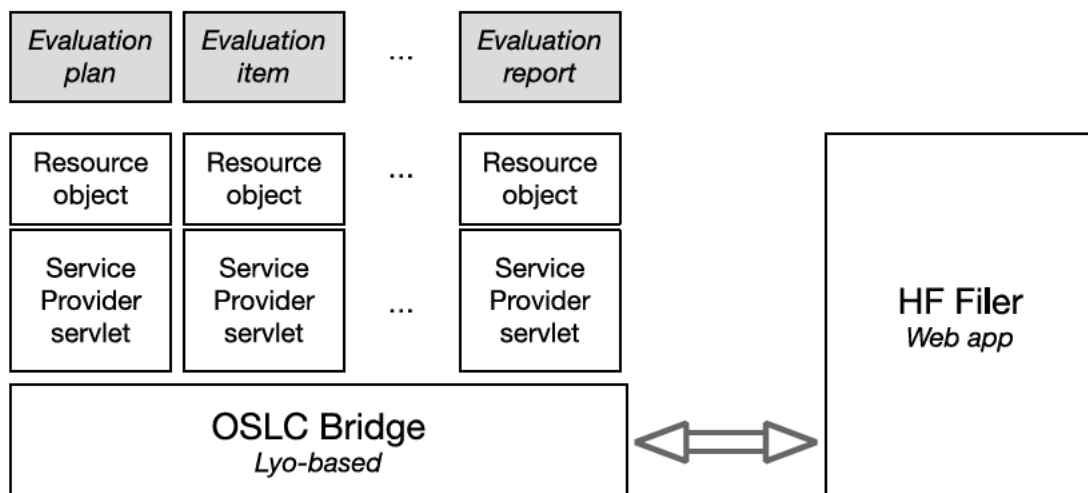 Evaluation plan
Evaluation item
...
Evaluation report
Resource object
Resource object
...
Resource object
Service Provider servlet
Service Provider servlet
...
Service Provider servlet
OSLC Bridge
Lyo-based
HF Filer
Web app